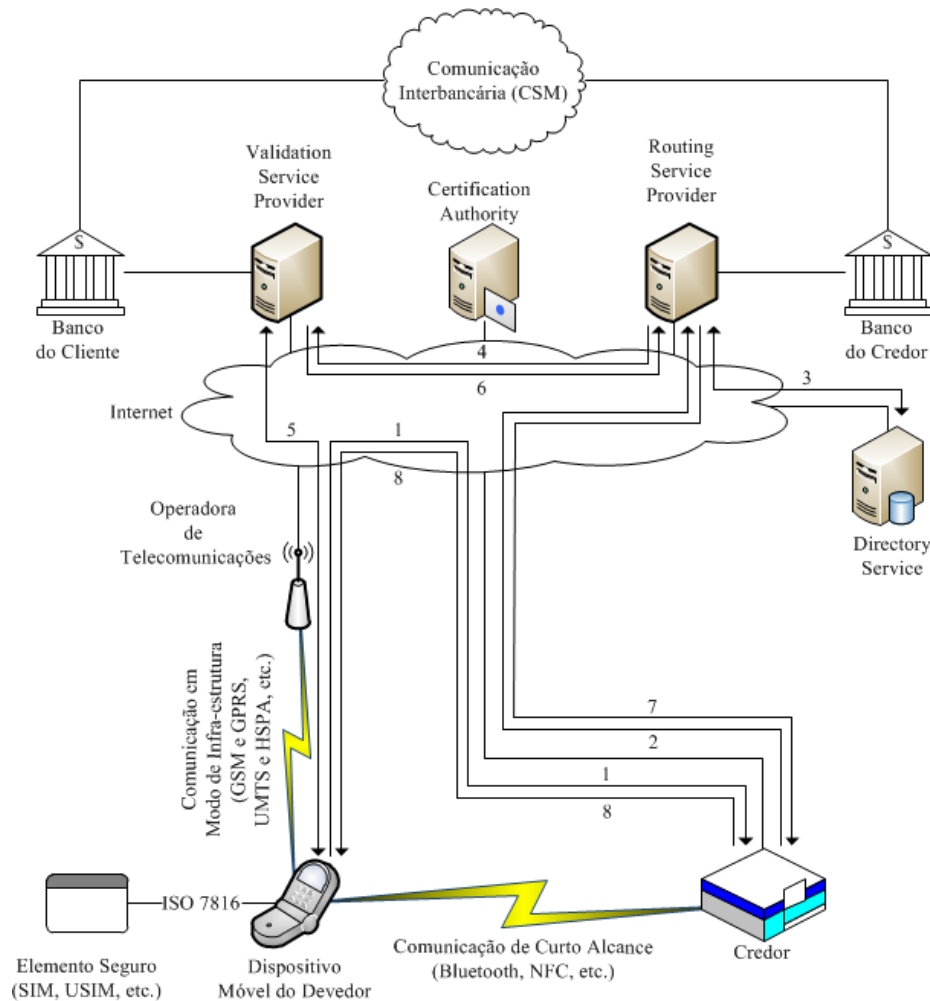 Comunicação
Interbancária (CSM)
Validation
Service
Provider
Certification
Authority
Routing
Service
Provider
S
S
Banco
do Cliente
Banco
do Credor
4
6
3
Internet
5
1
8
Operadora
de
Telecomunicações
Directory
Service
Comunicação em
Modo de Infra-estrutura
(GSM e GPRS,
UMTS e HSPA, etc.)
7
2
1
8
ISO 7816
Elemento Seguro
(SIM, USIM, etc.)
Dispositivo
Móvel do Devedor
Comunicação de Curto Alcance
(Bluetooth, NFC, etc.)
Credor